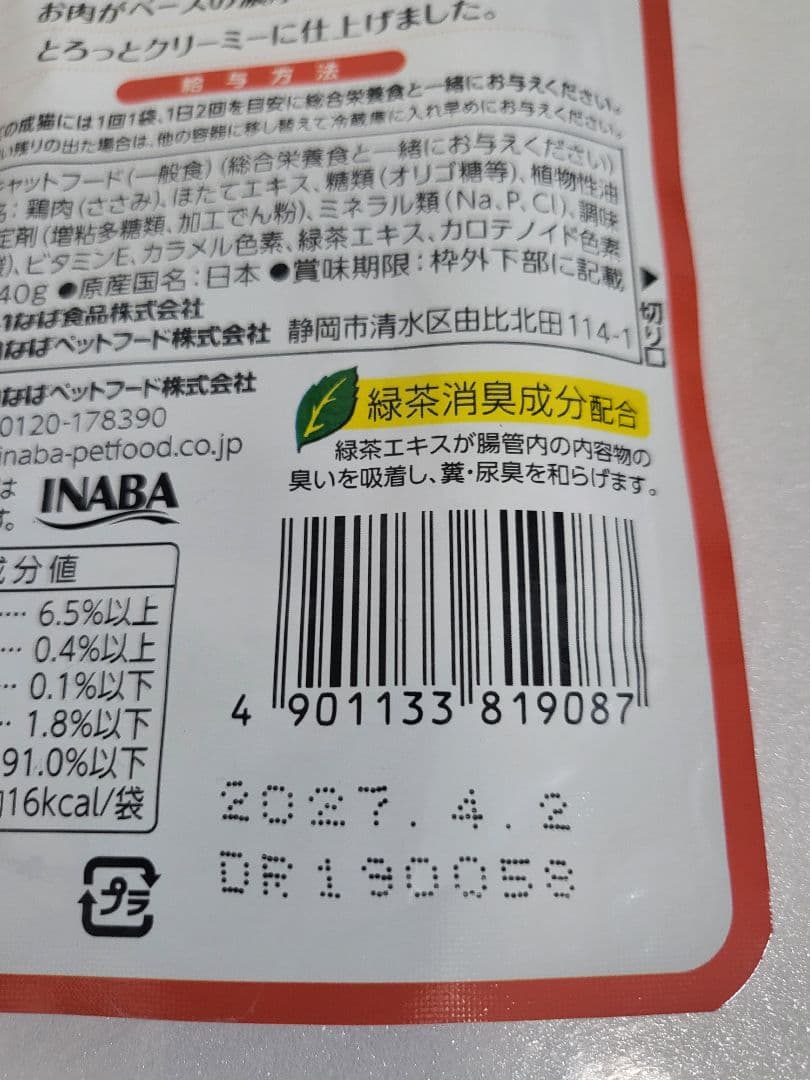 お肉がベースの
とろっとクリーミーに仕上げました。
給与方法
の成猫には1回1袋、1日2回を目安に総合栄養食と一緒にお与えください。
い残りの出た場合は、他の容器に移し替えて冷蔵庫に入れ早めにお与えください。
キャットフード(一般食)(総合栄養食と一緒にお与えください)
名:鶏肉(ささみ)、ほたてエキス、糖類(オリゴ糖等)、植物性油
定剤(増粘多糖類、加工でん粉)、ミネラル類(Na、P、Cl)、調味
、ビタミンE、カラメル色素、緑茶エキス、カロテノイド色素
40g ●原産国名:日本 ●賞味期限:枠外下部に記載
いなば食品株式会社
なばペットフード株式会社 静岡市清水区由比北田114-1
▶切り口
なばペットフード株式会社
0120-178390
inaba-petfood.co.jp
は
す。
INABA
緑茶消臭成分配合
緑茶エキスが腸管内の内容物の
臭いを吸着し、糞・尿臭を和らげます。
成分値
6.5%以上
0.4%以上
0.1%以下
1.8%以下
91.0%以下
16kcal/袋
4 901133 819087
2027.4.2
DR190058
プラ